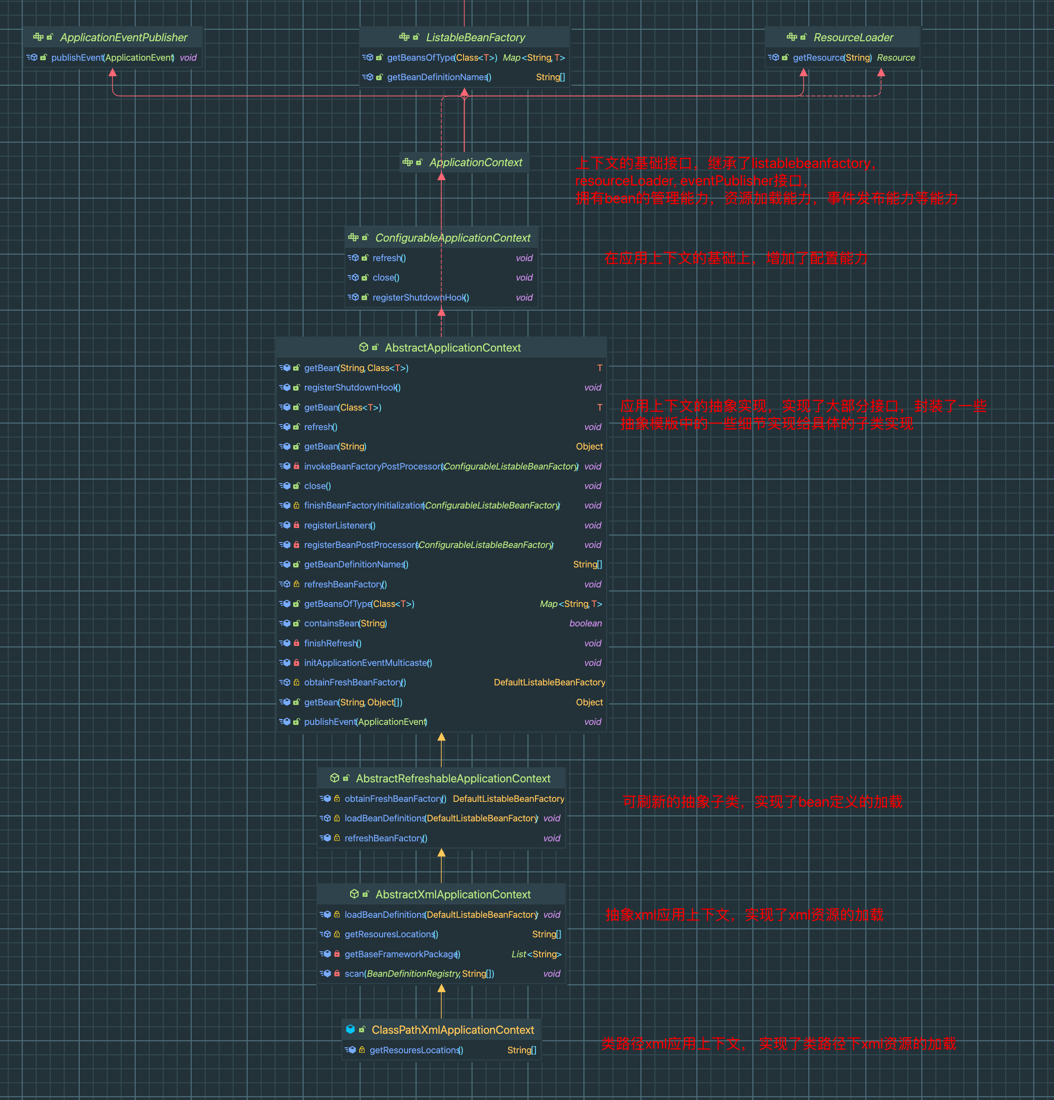 ApplicationEventPublisher
publishEvent(ApplicationEvent) void
ListableBeanFactory
getBeansOfType(Class<T>) Map<String, T>
getBeanDefinitionNames() String[]
ResourceLoader
getResource(String) Resource
ApplicationContext
上下文的基础接口，继承了listablebeanfactory，
resourceLoader, eventPublisher接口，
拥有bean的管理能力，资源加载能力，事件发布能力等能力
ConfigurableApplicationContext
refresh() void
close() void
registerShutdownHook() void
在应用上下文的基础上，增加了配置能力
AbstractApplicationContext
getBean(String, Class<T>) T
registerShutdownHook() void
getBean(Class<T>) T
refresh() void
getBean(String) Object
invokeBeanFactoryPostProcessor(ConfigurableListableBeanFactory) void
close() void
finishBeanFactoryInitialization(ConfigurableListableBeanFactory) void
registerListeners() void
registerBeanPostProcessor(ConfigurableListableBeanFactory) void
getBeanDefinitionNames() String[]
refreshBeanFactory() void
getBeansOfType(Class<T>) Map<String, T>
containsBean(String) boolean
finishRefresh() void
initApplicationEventMulticaste() void
obtainFreshBeanFactory() DefaultListableBeanFactory
getBean(String, Object[]) Object
publishEvent(ApplicationEvent) void
应用上下文的抽象实现，实现了大部分接口，封装了一些
抽象模版中的一些细节实现给具体的子类实现
AbstractRefreshableApplicationContext
obtainFreshBeanFactory() DefaultListableBeanFactory
loadBeanDefinitions(DefaultListableBeanFactory) void
refreshBeanFactory() void
可刷新的抽象子类，实现了bean定义的加载
AbstractXmlApplicationContext
loadBeanDefinitions(DefaultListableBeanFactory) void
getResouresLocations() String[]
getBaseFrameworkPackage() List<String>
scan(BeanDefinitionRegistry, String[]) void
抽象xml应用上下文，实现了xml资源的加载
ClassPathXmlApplicationContext
getResouresLocations() String[]
类路径xml应用上下文， 实现了类路径下xml资源的加载